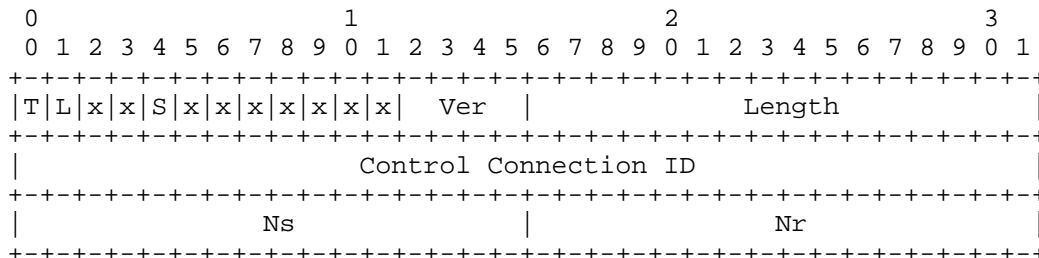 0                   1                   2                   3
 0 1 2 3 4 5 6 7 8 9 0 1 2 3 4 5 6 7 8 9 0 1 2 3 4 5 6 7 8 9 0 1
+-+-+-+-+-+-+-+-+-+-+-+-+-+-+-+-+-+-+-+-+-+-+-+-+-+-+-+-+-+-+-+-+
|T|L|x|x|S|x|x|x|x|x|x|x|  Ver  |             Length            |
+-+-+-+-+-+-+-+-+-+-+-+-+-+-+-+-+-+-+-+-+-+-+-+-+-+-+-+-+-+-+-+-+
|                     Control Connection ID                     |
+-+-+-+-+-+-+-+-+-+-+-+-+-+-+-+-+-+-+-+-+-+-+-+-+-+-+-+-+-+-+-+-+
|               Ns              |               Nr              |
+-+-+-+-+-+-+-+-+-+-+-+-+-+-+-+-+-+-+-+-+-+-+-+-+-+-+-+-+-+-+-+-+